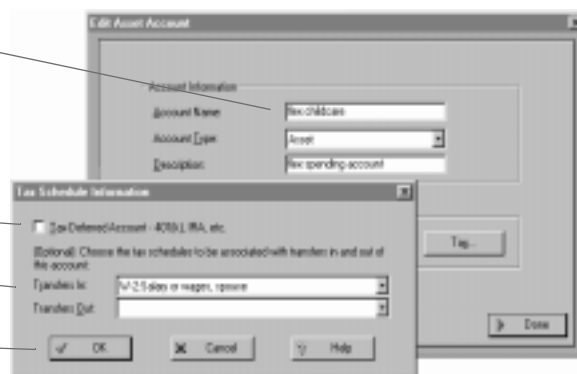 Edit Asset Account
Account Information
Account Name: flex childcare
Account Type: Asset
Description: flex spending account
Tag...
Done
Tax Schedule Information
Tax-Deferred Account - 401(k), IRA, etc.
(Optional) Choose the tax schedules to be associated with transfers in and out of
this account:
Transfers In: W-2:Salary or wages, spouse
Transfers Out:
OK Cancel Help